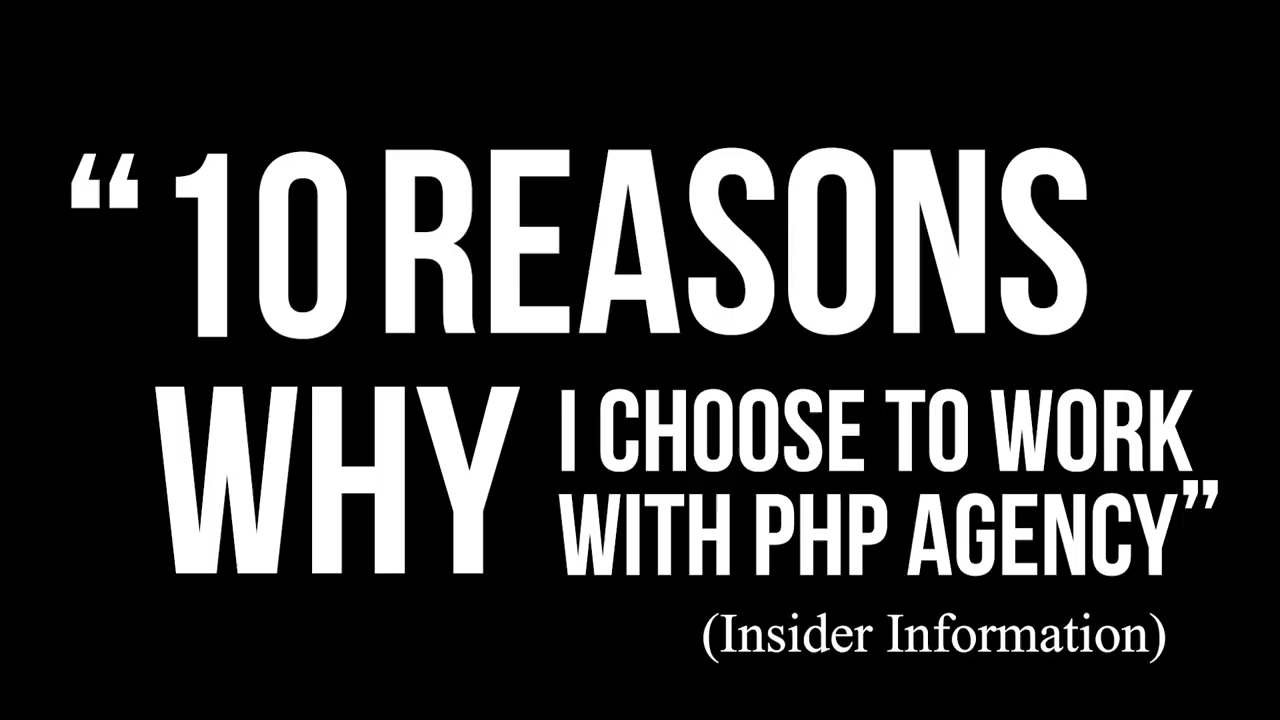 “10 REASONS
WHY I CHOOSE TO WORK
WITH PHP AGENCY”
(Insider Information)